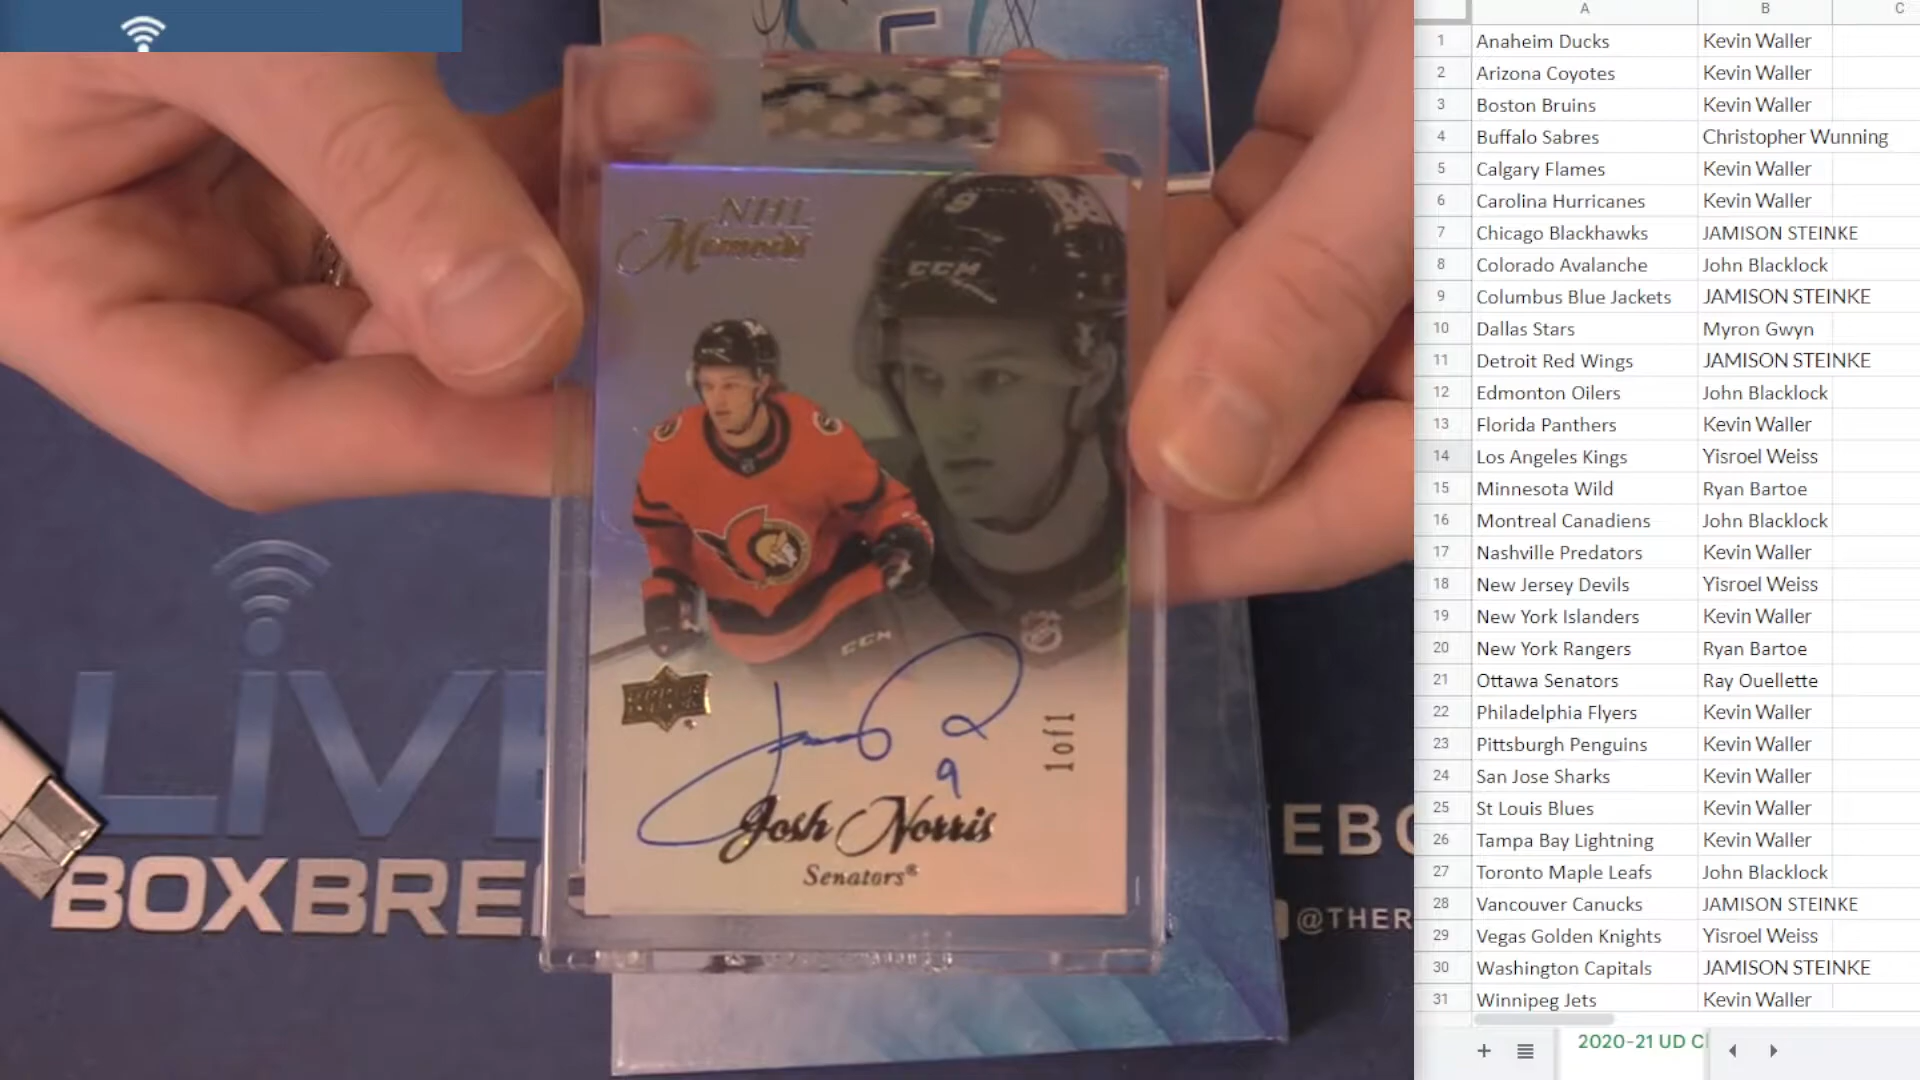 NHL
Memoirs
9
CCM
CCM
1 of 1
9
Josh Norris
Senators®
LIVE
BOXBRE
EBO
@THER
A B C
1 Anaheim Ducks Kevin Waller
2 Arizona Coyotes Kevin Waller
3 Boston Bruins Kevin Waller
4 Buffalo Sabres Christopher Wunning
5 Calgary Flames Kevin Waller
6 Carolina Hurricanes Kevin Waller
7 Chicago Blackhawks JAMISON STEINKE
8 Colorado Avalanche John Blacklock
9 Columbus Blue Jackets JAMISON STEINKE
10 Dallas Stars Myron Gwyn
11 Detroit Red Wings JAMISON STEINKE
12 Edmonton Oilers John Blacklock
13 Florida Panthers Kevin Waller
14 Los Angeles Kings Yisroel Weiss
15 Minnesota Wild Ryan Bartoe
16 Montreal Canadiens John Blacklock
17 Nashville Predators Kevin Waller
18 New Jersey Devils Yisroel Weiss
19 New York Islanders Kevin Waller
20 New York Rangers Ryan Bartoe
21 Ottawa Senators Ray Ouellette
22 Philadelphia Flyers Kevin Waller
23 Pittsburgh Penguins Kevin Waller
24 San Jose Sharks Kevin Waller
25 St Louis Blues Kevin Waller
26 Tampa Bay Lightning Kevin Waller
27 Toronto Maple Leafs John Blacklock
28 Vancouver Canucks JAMISON STEINKE
29 Vegas Golden Knights Yisroel Weiss
30 Washington Capitals JAMISON STEINKE
31 Winnipeg Jets Kevin Waller
2020-21 UD Cl